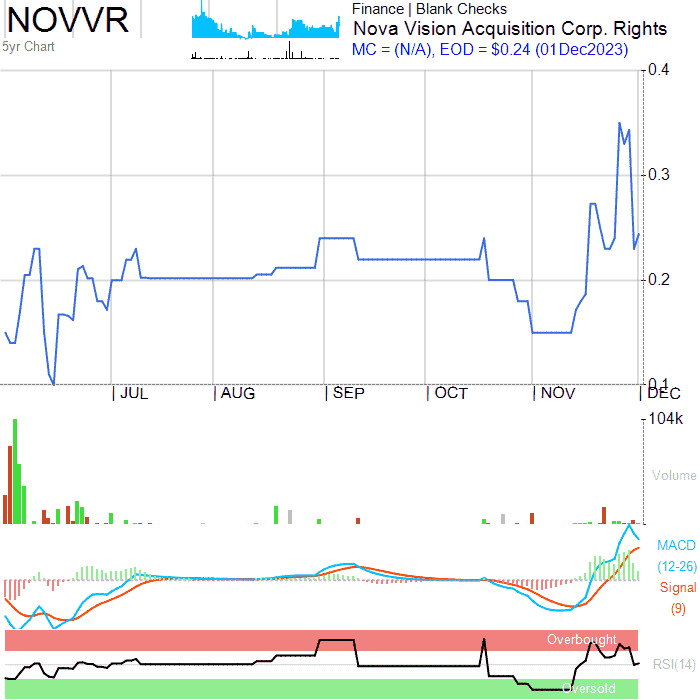 NOVVR
5yr Chart
Finance | Blank Checks
Nova Vision Acquisition Corp. Rights
MC = (N/A), EOD = $0.24 (01Dec2023)
0.4
0.3
0.2
0.1
| JUL | AUG | SEP | OCT | NOV | DEC
104k
Volume
MACD
(12-26)
Signal
(9)
Overbought
RSI(14)
Oversold